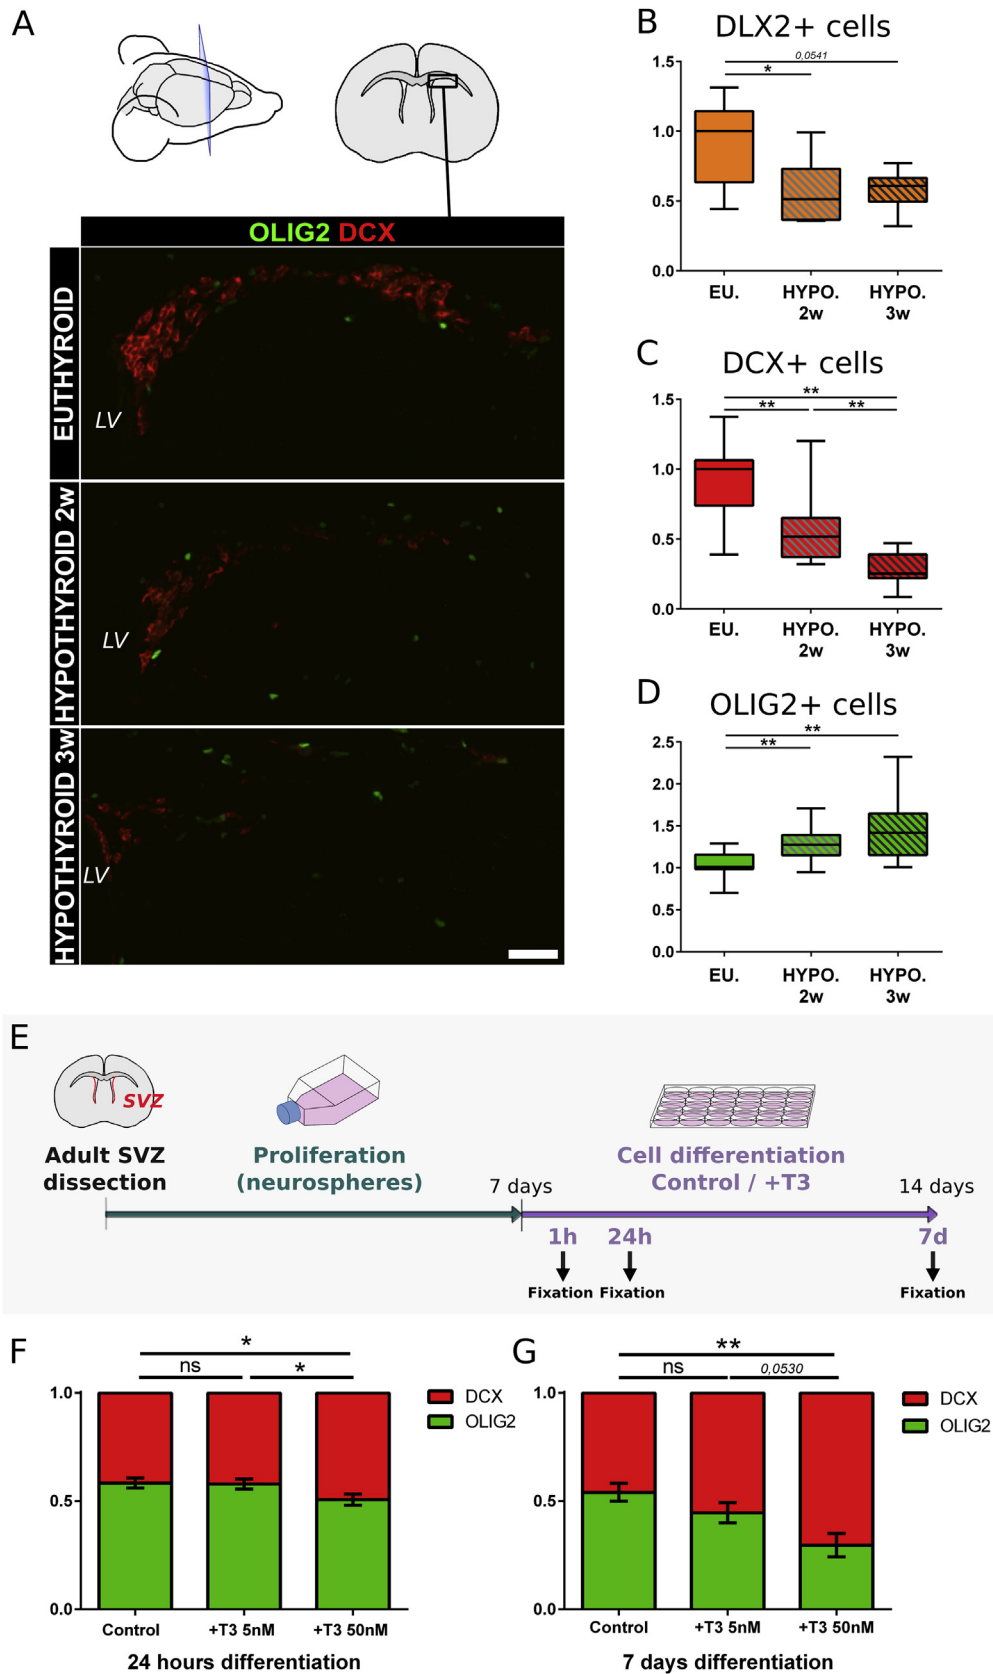 A
OLIG2 DCX
EUTHYROID
LV
HYPOTHYROID 2w
LV
HYPOTHYROID 3w
LV
B
DLX2+ cells
0,0541
*
1.5
1.0
0.5
0.0
EU.
HYPO.
2w
HYPO.
3w
C
DCX+ cells
**
**
**
1.5
1.0
0.5
0.0
EU.
HYPO.
2w
HYPO.
3w
D
OLIG2+ cells
**
**
2.5
2.0
1.5
1.0
0.5
0.0
EU.
HYPO.
2w
HYPO.
3w
E
SVZ
Adult SVZ
dissection
Proliferation
(neurospheres)
Cell differentiation
Control / +T3
7 days
14 days
1h
24h
7d
Fixation
Fixation
Fixation
F
*
ns
*
1.0
0.5
0.0
DCX
OLIG2
Control
+T3 5nM
+T3 50nM
24 hours differentiation
G
**
ns
0,0530
1.0
0.5
0.0
DCX
OLIG2
Control
+T3 5nM
+T3 50nM
7 days differentiation